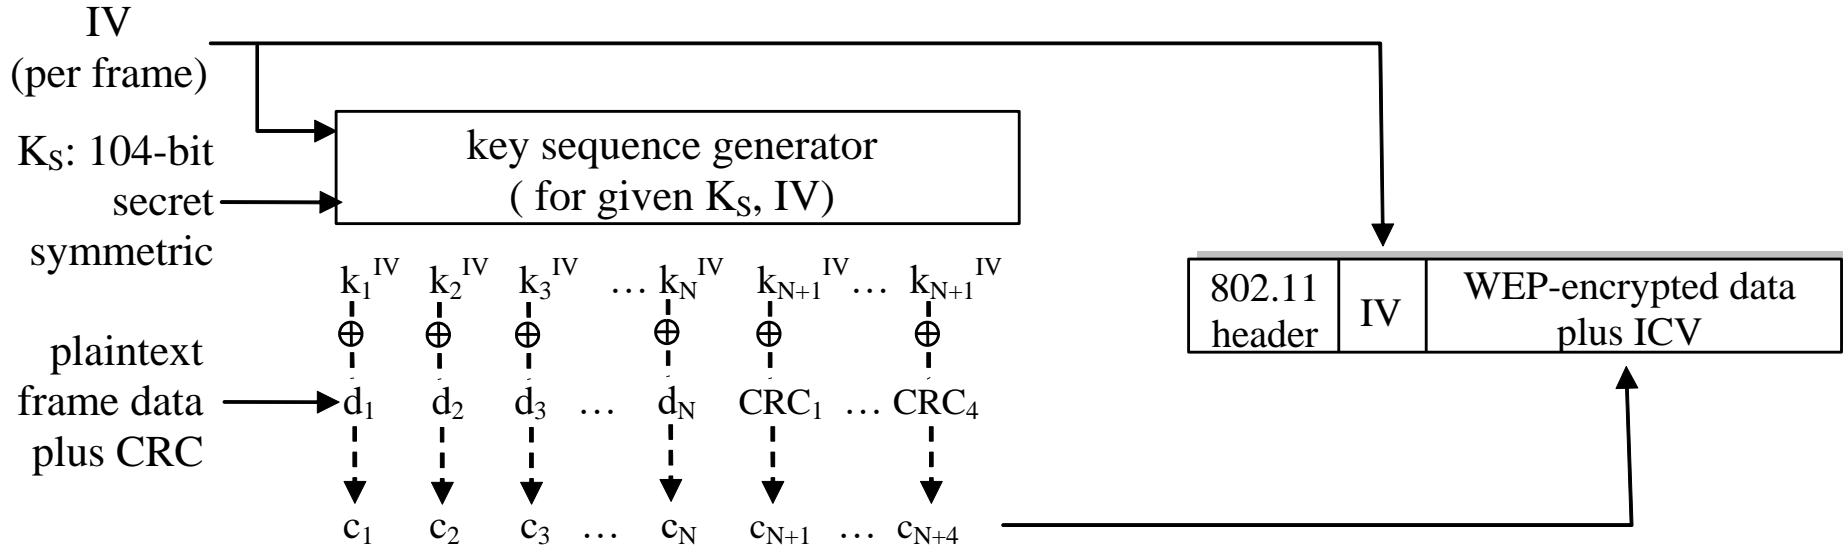 IV
(per frame)
K_S: 104-bit
secret
symmetric
key sequence generator
( for given K_S, IV)
k_1^IV k_2^IV k_3^IV … k_N^IV k_N+1^IV … k_N+1^IV
⊕ ⊕ ⊕ ⊕ ⊕ ⊕
plaintext
frame data
plus CRC
d_1 d_2 d_3 … d_N CRC_1 … CRC_4
c_1 c_2 c_3 … c_N c_N+1 … c_N+4
802.11
header
IV
WEP-encrypted data
plus ICV